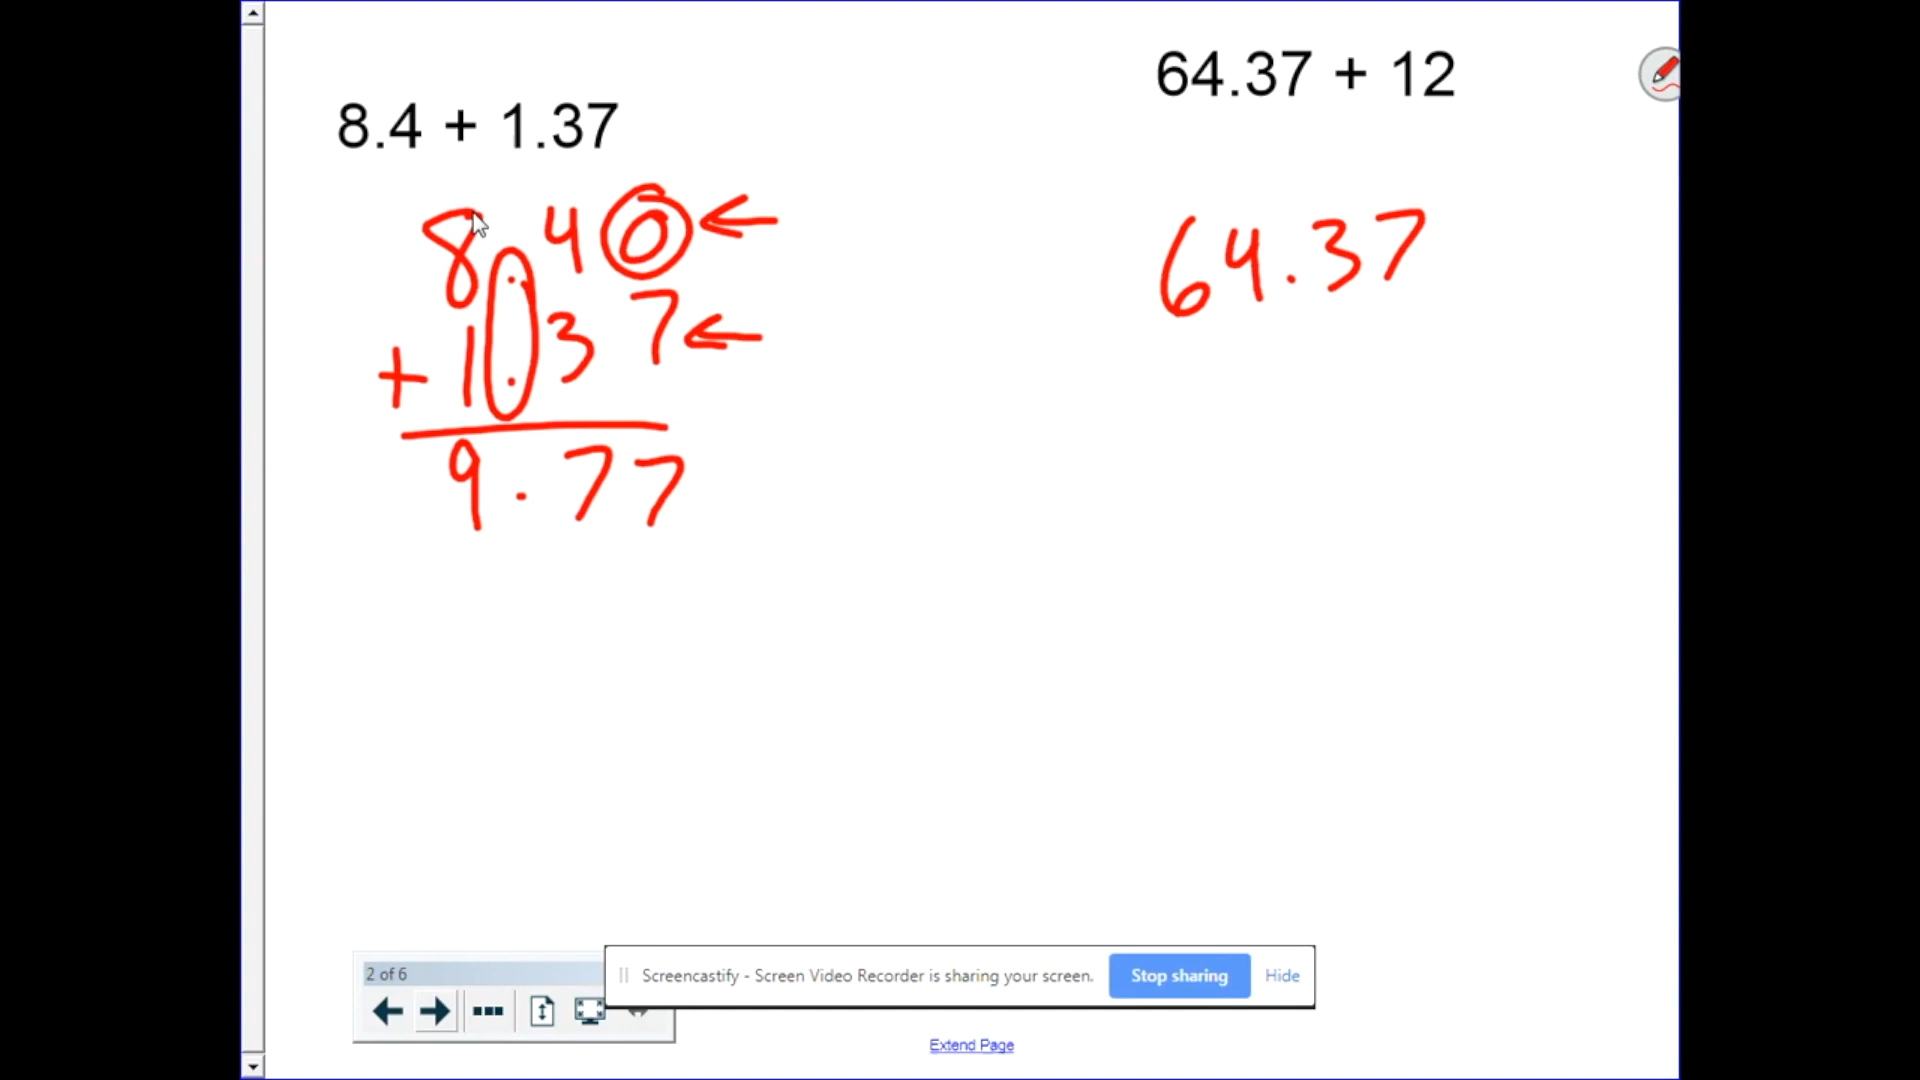 8.4 + 1.37
8.40
+ 1.37
9.77
64.37 + 12
64.37
2 of 6
Screencastify - Screen Video Recorder is sharing your screen.
Stop sharing
Hide
Extend Page